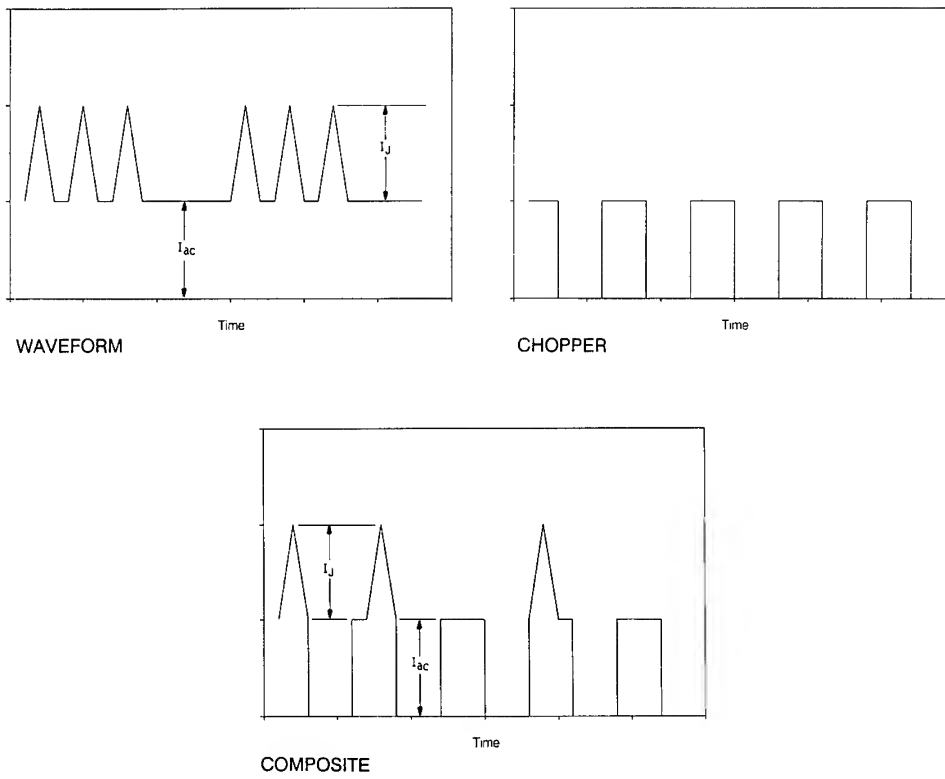 I_J
I_ac
Time
WAVEFORM
Time
CHOPPER
I_J
I_ac
Time
COMPOSITE